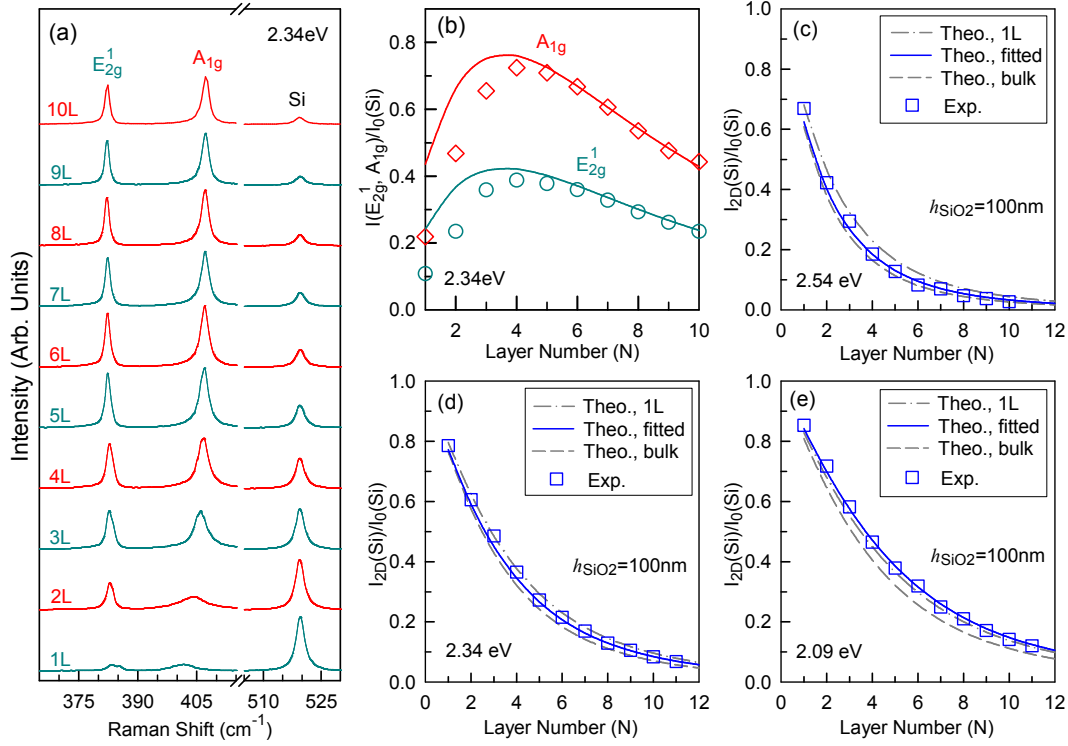 (a)
2.34eV
E¹2g
A1g
Si
10L
9L
8L
7L
6L
5L
4L
3L
2L
1L
375 390 405 510 525
Raman Shift (cm⁻¹)
Intensity (Arb. Units)
(b)
A1g
E¹2g
2.34eV
0.8
0.6
0.4
0.2
0.0
2 4 6 8 10
Layer Number (N)
I(E¹2g, A1g)/I0(Si)
(c)
Theo., 1L
Theo., fitted
Theo., bulk
Exp.
hSiO2=100nm
2.54 eV
1.0
0.8
0.6
0.4
0.2
0.0
0 2 4 6 8 10 12
Layer Number (N)
I2D(Si)/I0(Si)
(d)
Theo., 1L
Theo., fitted
Theo., bulk
Exp.
hSiO2=100nm
2.34 eV
1.0
0.8
0.6
0.4
0.2
0.0
0 2 4 6 8 10 12
Layer Number (N)
I2D(Si)/I0(Si)
(e)
Theo., 1L
Theo., fitted
Theo., bulk
Exp.
hSiO2=100nm
2.09 eV
1.0
0.8
0.6
0.4
0.2
0.0
0 2 4 6 8 10 12
Layer Number (N)
I2D(Si)/I0(Si)